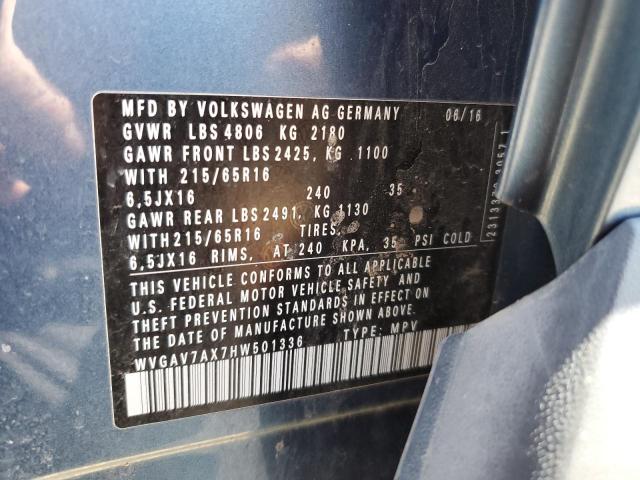 MFD BY VOLKSWAGEN AG GERMANY 06/16
GVWR LBS 4806 KG 2180
GAWR FRONT LBS 2425, KG 1100
WITH 215/65R16
6,5JX16 240 35
GAWR REAR LBS 2491, KG 1130
WITH 215/65R16 TIRES,
6,5JX16 RIMS, AT 240 KPA, 35 PSI COLD
THIS VEHICLE CONFORMS TO ALL APPLICABLE
U.S. FEDERAL MOTOR VEHICLE SAFETY AND
THEFT PREVENTION STANDARDS IN EFFECT ON
THE DATE OF MANUFACTURE SHOWN ABOVE.
WVGAV7AX7HW501336 TYPE: MPV